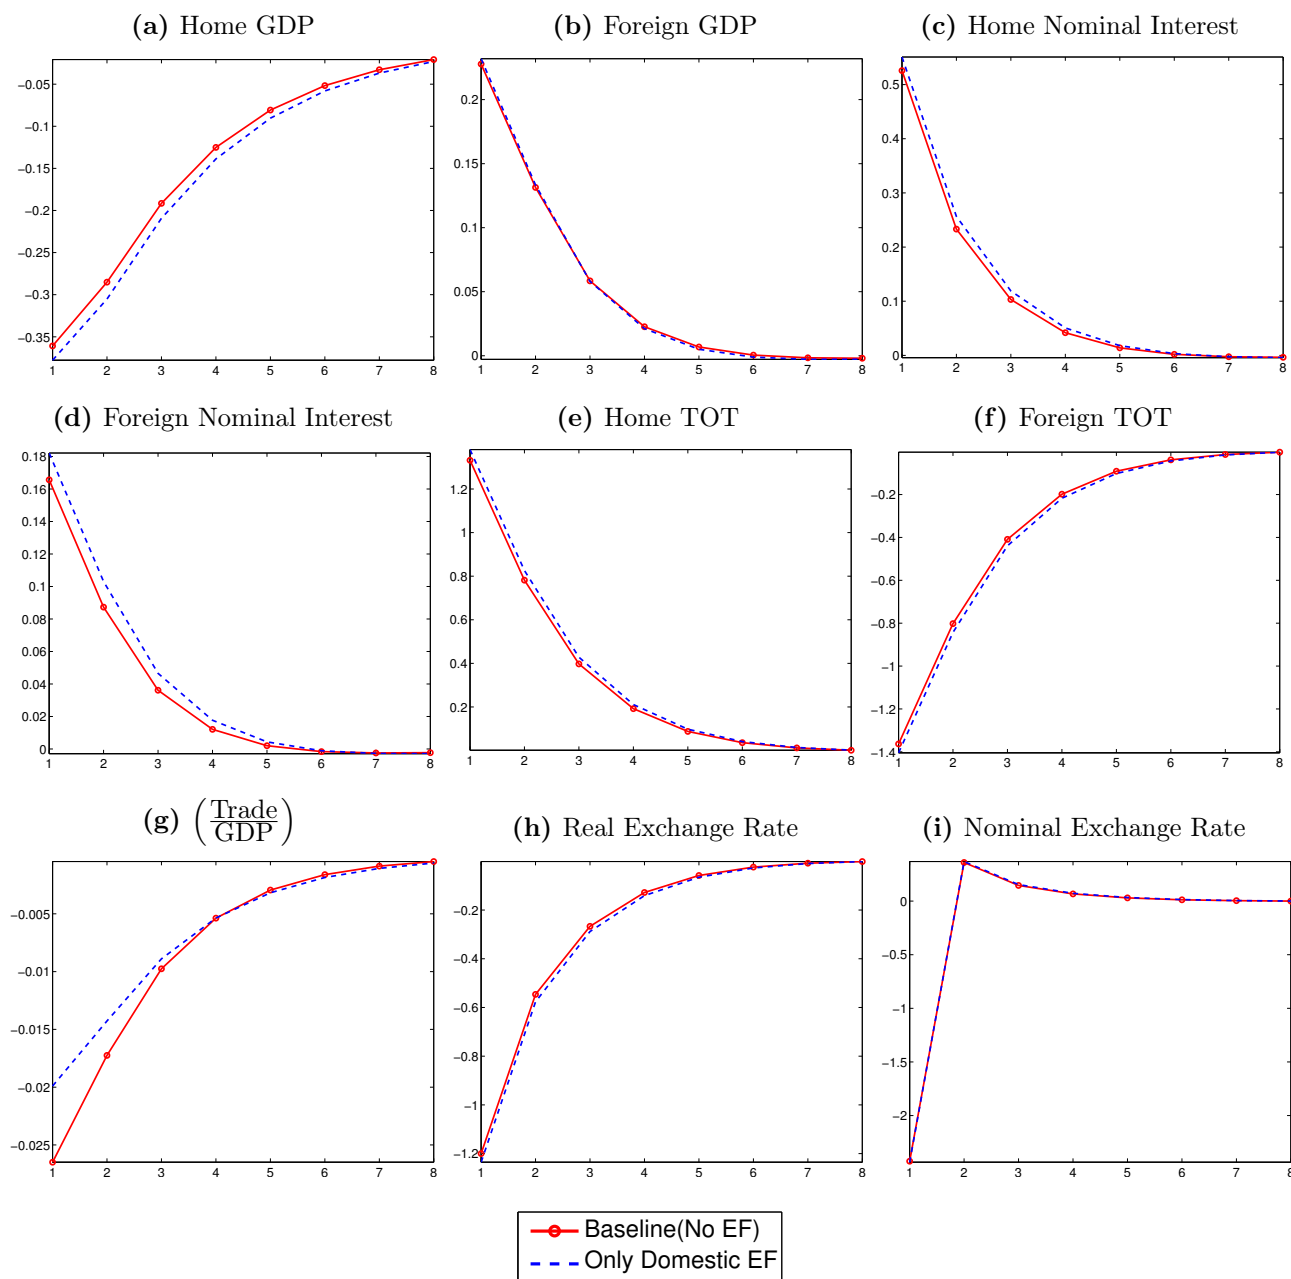 (a) Home GDP
(b) Foreign GDP
(c) Home Nominal Interest
-0.05
-0.1
-0.15
-0.2
-0.25
-0.3
-0.35
1 2 3 4 5 6 7 8
0.2
0.15
0.1
0.05
0
1 2 3 4 5 6 7 8
0.5
0.4
0.3
0.2
0.1
0
1 2 3 4 5 6 7 8
(d) Foreign Nominal Interest
(e) Home TOT
(f) Foreign TOT
0.18
0.16
0.14
0.12
0.1
0.08
0.06
0.04
0.02
0
1 2 3 4 5 6 7 8
1.2
1
0.8
0.6
0.4
0.2
1 2 3 4 5 6 7 8
-0.2
-0.4
-0.6
-0.8
-1
-1.2
-1.4
1 2 3 4 5 6 7 8
(g) (Trade/GDP)
(h) Real Exchange Rate
(i) Nominal Exchange Rate
-0.005
-0.01
-0.015
-0.02
-0.025
1 2 3 4 5 6 7 8
-0.2
-0.4
-0.6
-0.8
-1
-1.2
1 2 3 4 5 6 7 8
0
-0.5
-1
-1.5
-2
1 2 3 4 5 6 7 8
Baseline(No EF)
Only Domestic EF